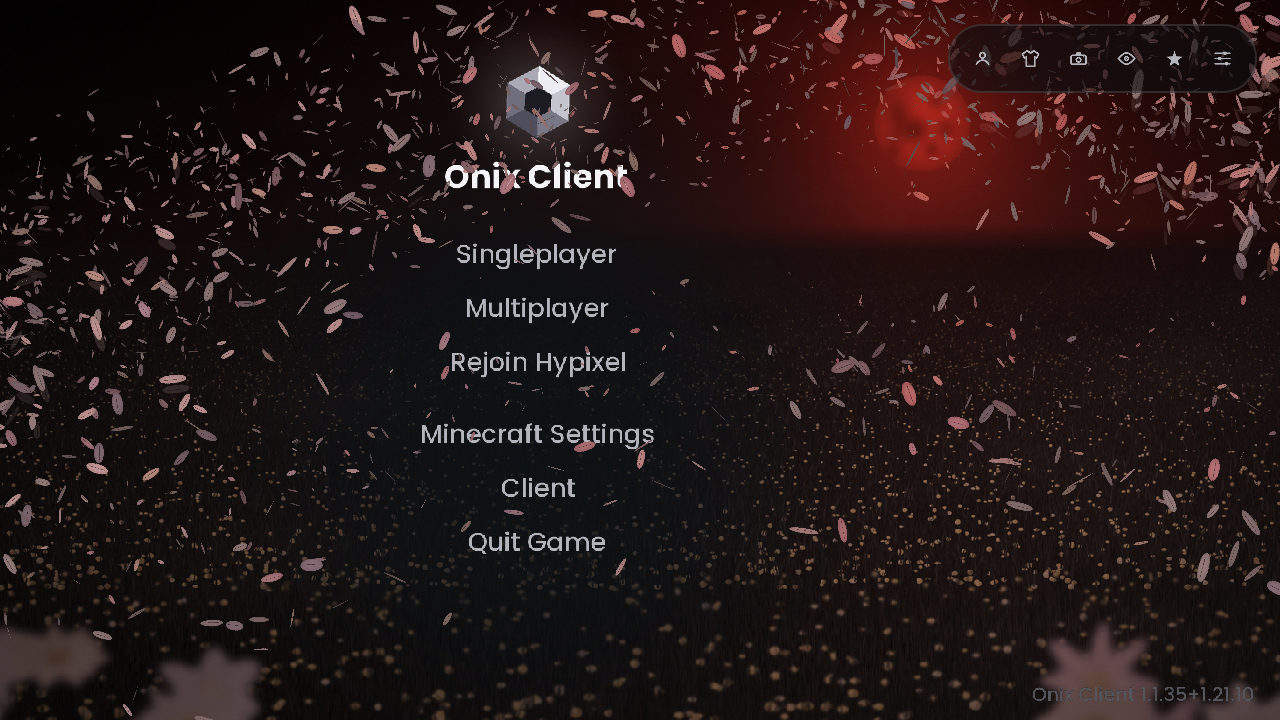 Onix Client
Singleplayer
Multiplayer
Rejoin Hypixel
Minecraft Settings
Client
Quit Game
Onix Client 1.1.35+1.21.10